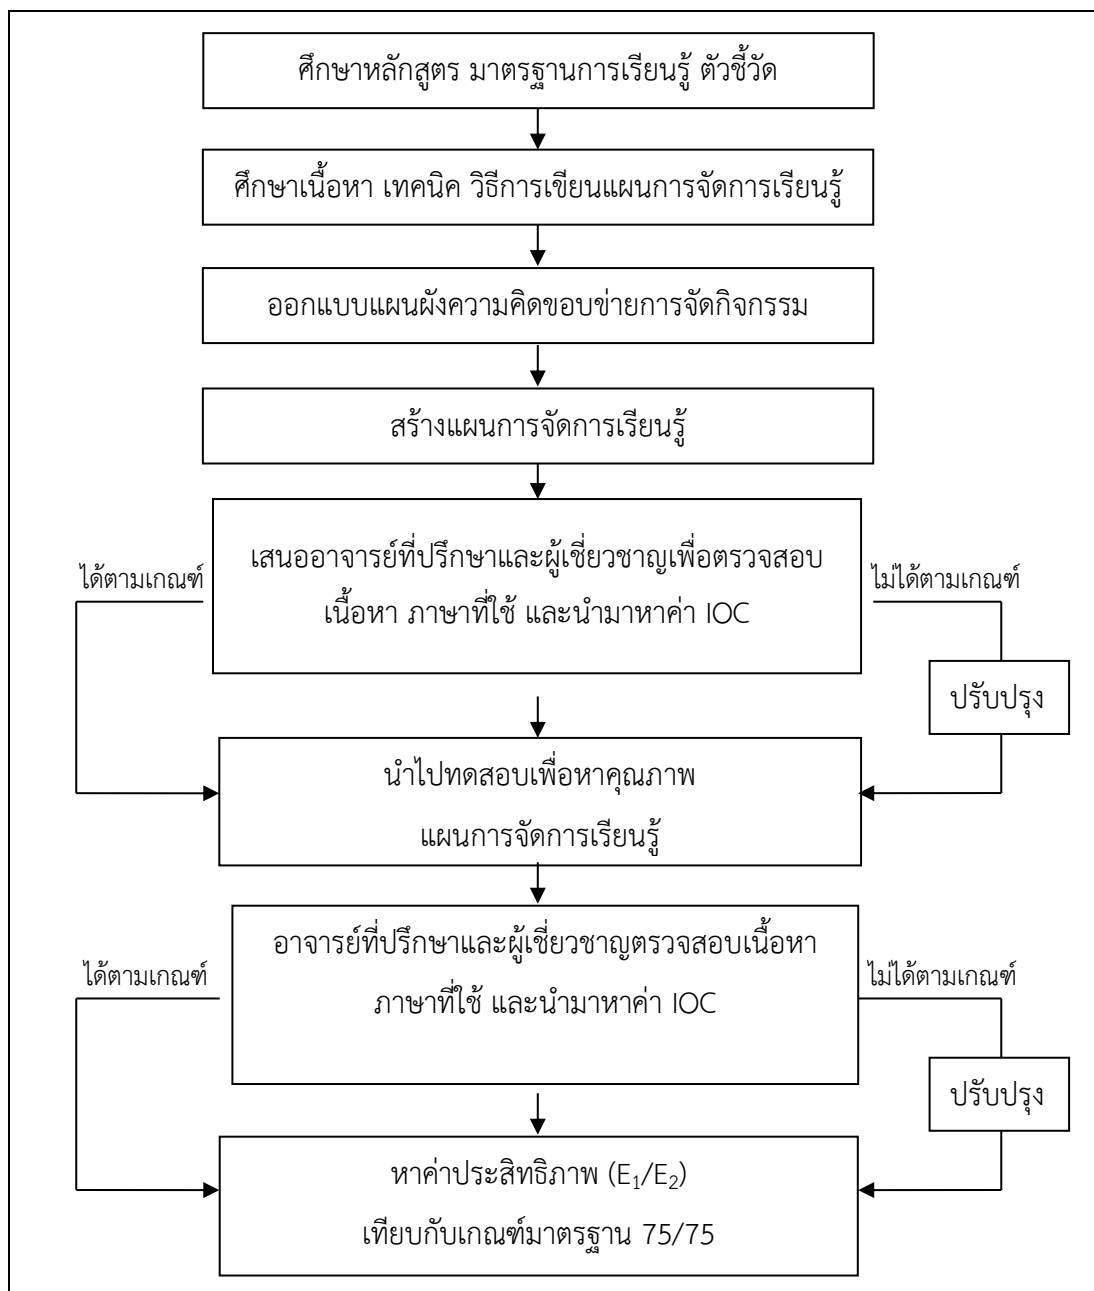 ศึกษาหลักสูตร มาตรฐานการเรียนรู้ ตัวชี้วัด
ศึกษาเนื้อหา เทคนิค วิธีการเขียนแผนการจัดการเรียนรู้
ออกแบบแผนผังความคิดขอบข่ายการจัดกิจกรรม
สร้างแผนการจัดการเรียนรู้
เสนออาจารย์ที่ปรึกษาและผู้เชี่ยวชาญเพื่อตรวจสอบ
เนื้อหา ภาษาที่ใช้ และนำมาหาค่า IOC
ได้ตามเกณฑ์
ไม่ได้ตามเกณฑ์
ปรับปรุง
นำไปทดสอบเพื่อหาคุณภาพ
แผนการจัดการเรียนรู้
อาจารย์ที่ปรึกษาและผู้เชี่ยวชาญตรวจสอบเนื้อหา
ภาษาที่ใช้ และนำมาหาค่า IOC
ได้ตามเกณฑ์
ไม่ได้ตามเกณฑ์
ปรับปรุง
หาค่าประสิทธิภาพ (E₁/E₂)
เทียบกับเกณฑ์มาตรฐาน 75/75